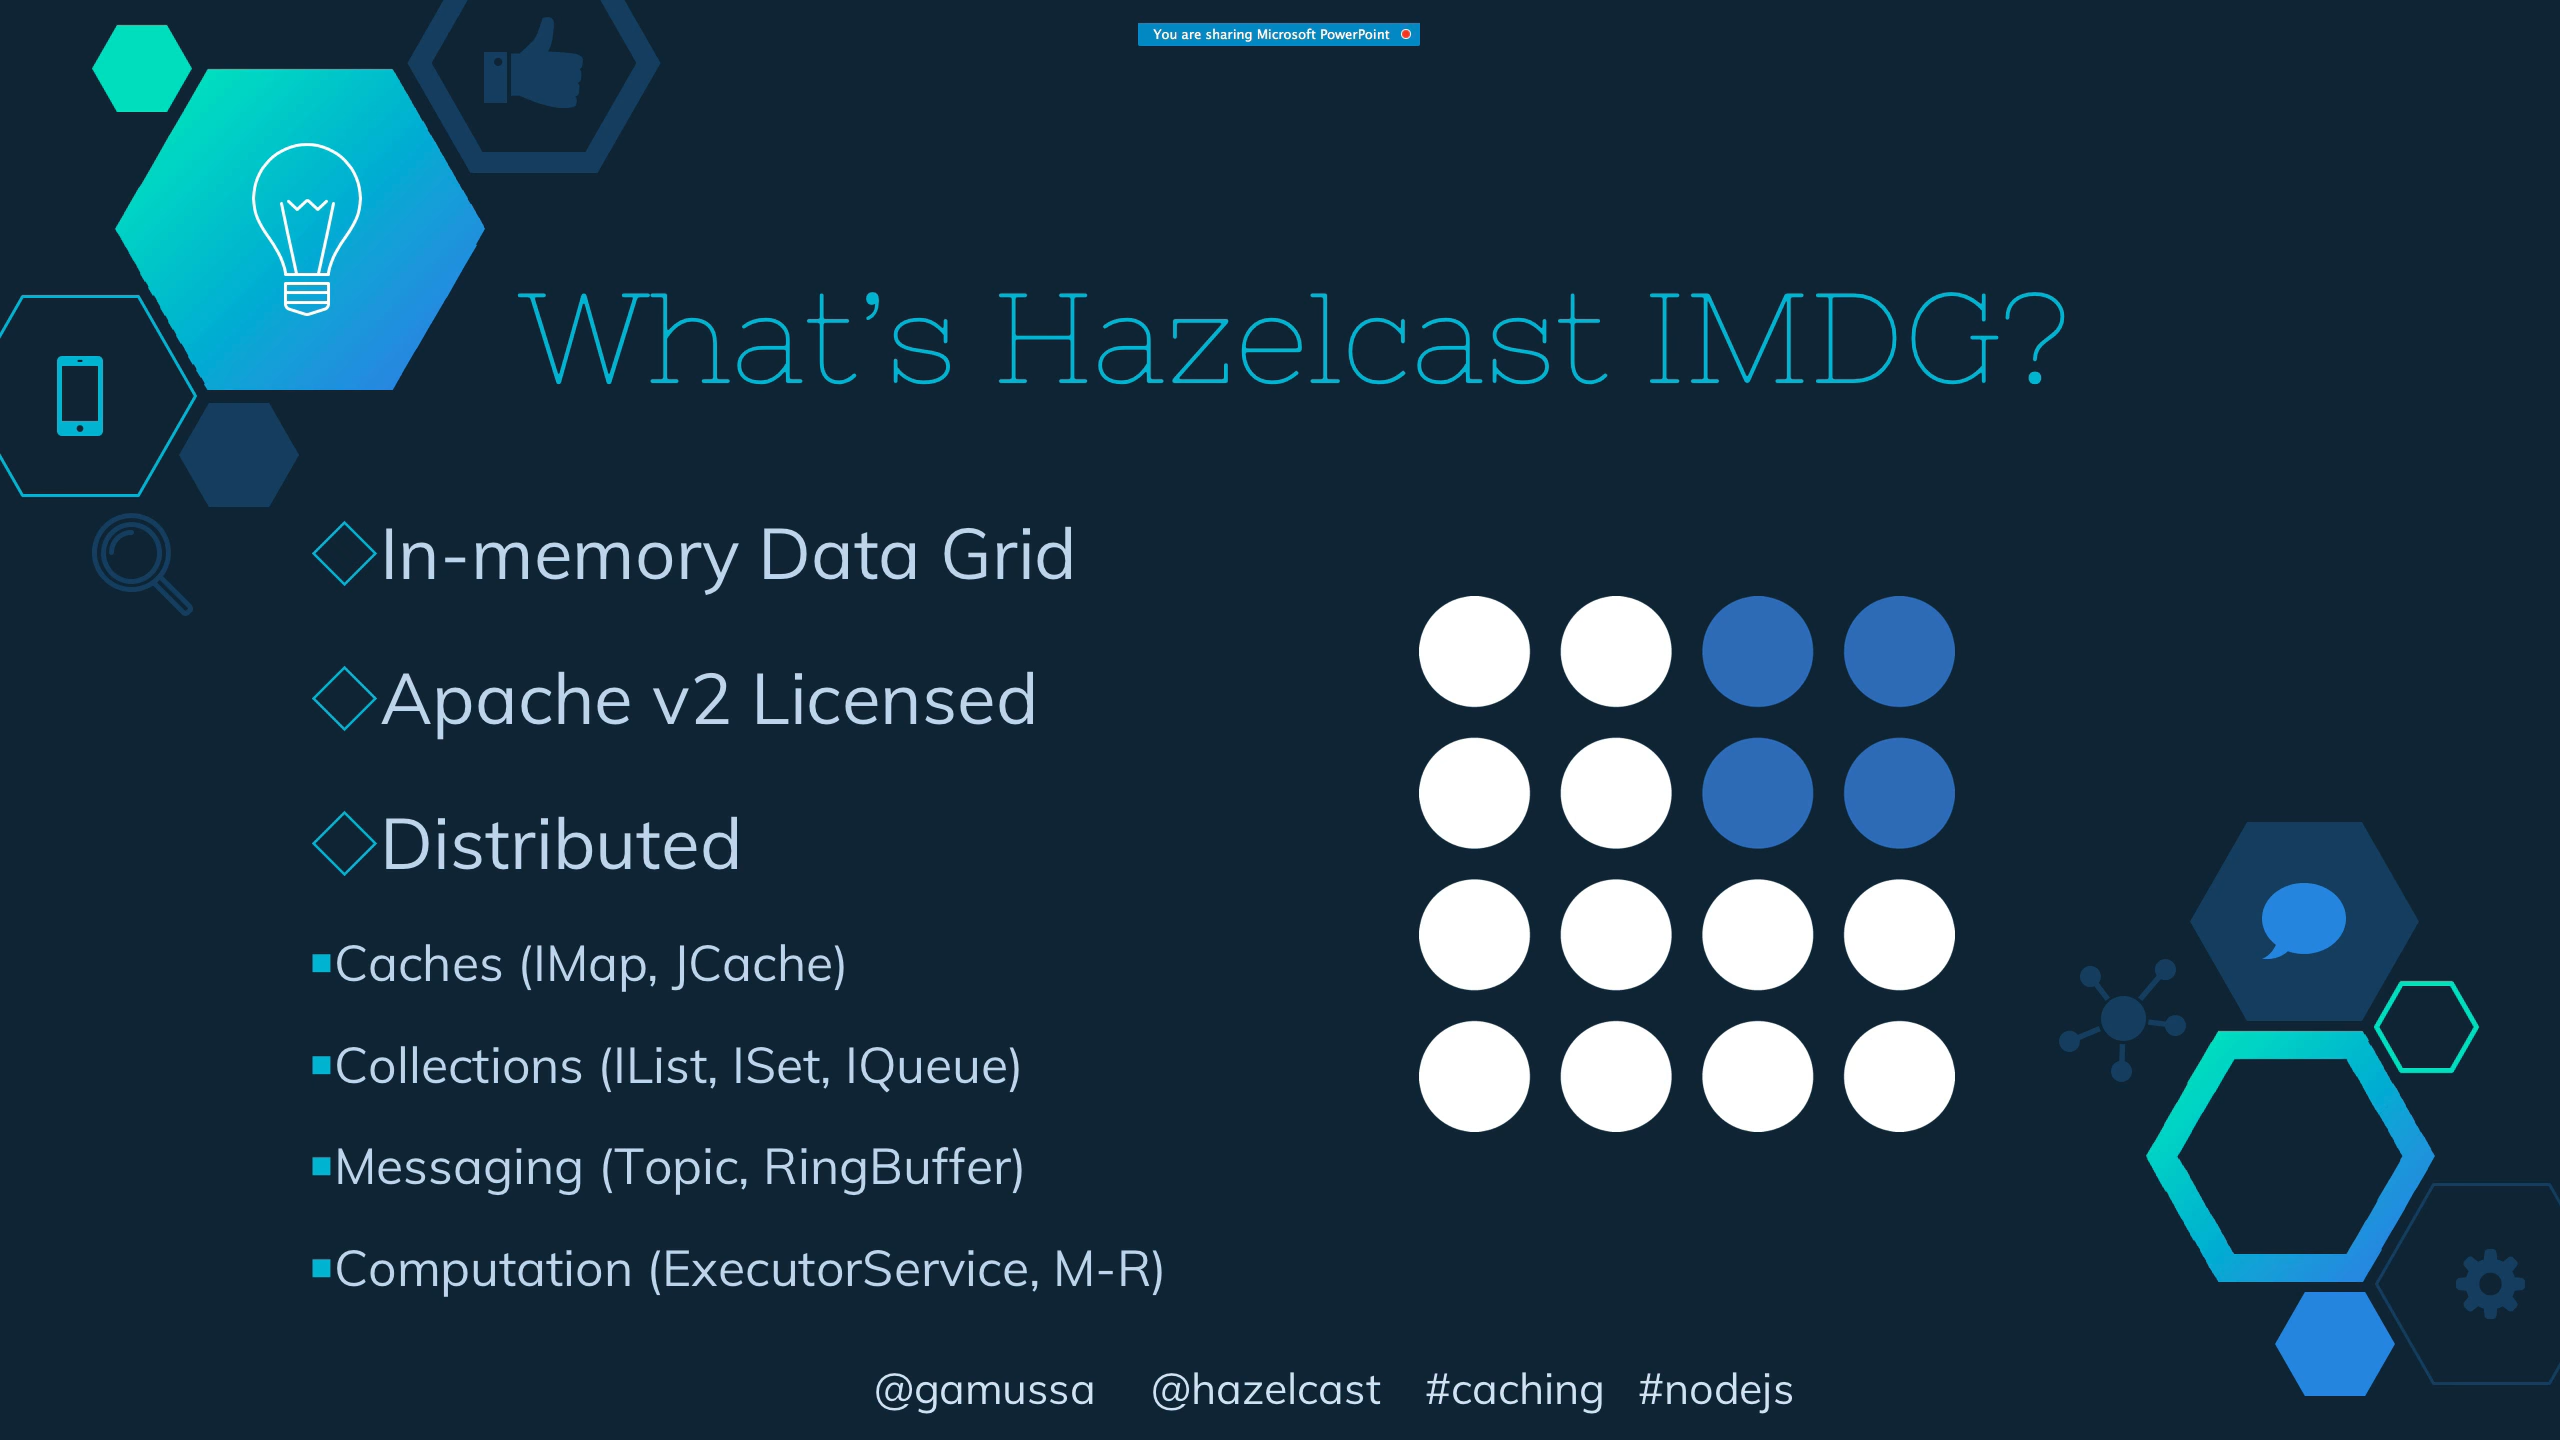 You are sharing Microsoft PowerPoint
What’s Hazelcast IMDG?
In-memory Data Grid
Apache v2 Licensed
Distributed
Caches (IMap, JCache)
Collections (IList, ISet, IQueue)
Messaging (Topic, RingBuffer)
Computation (ExecutorService, M-R)
@gamussa @hazelcast #caching #nodejs